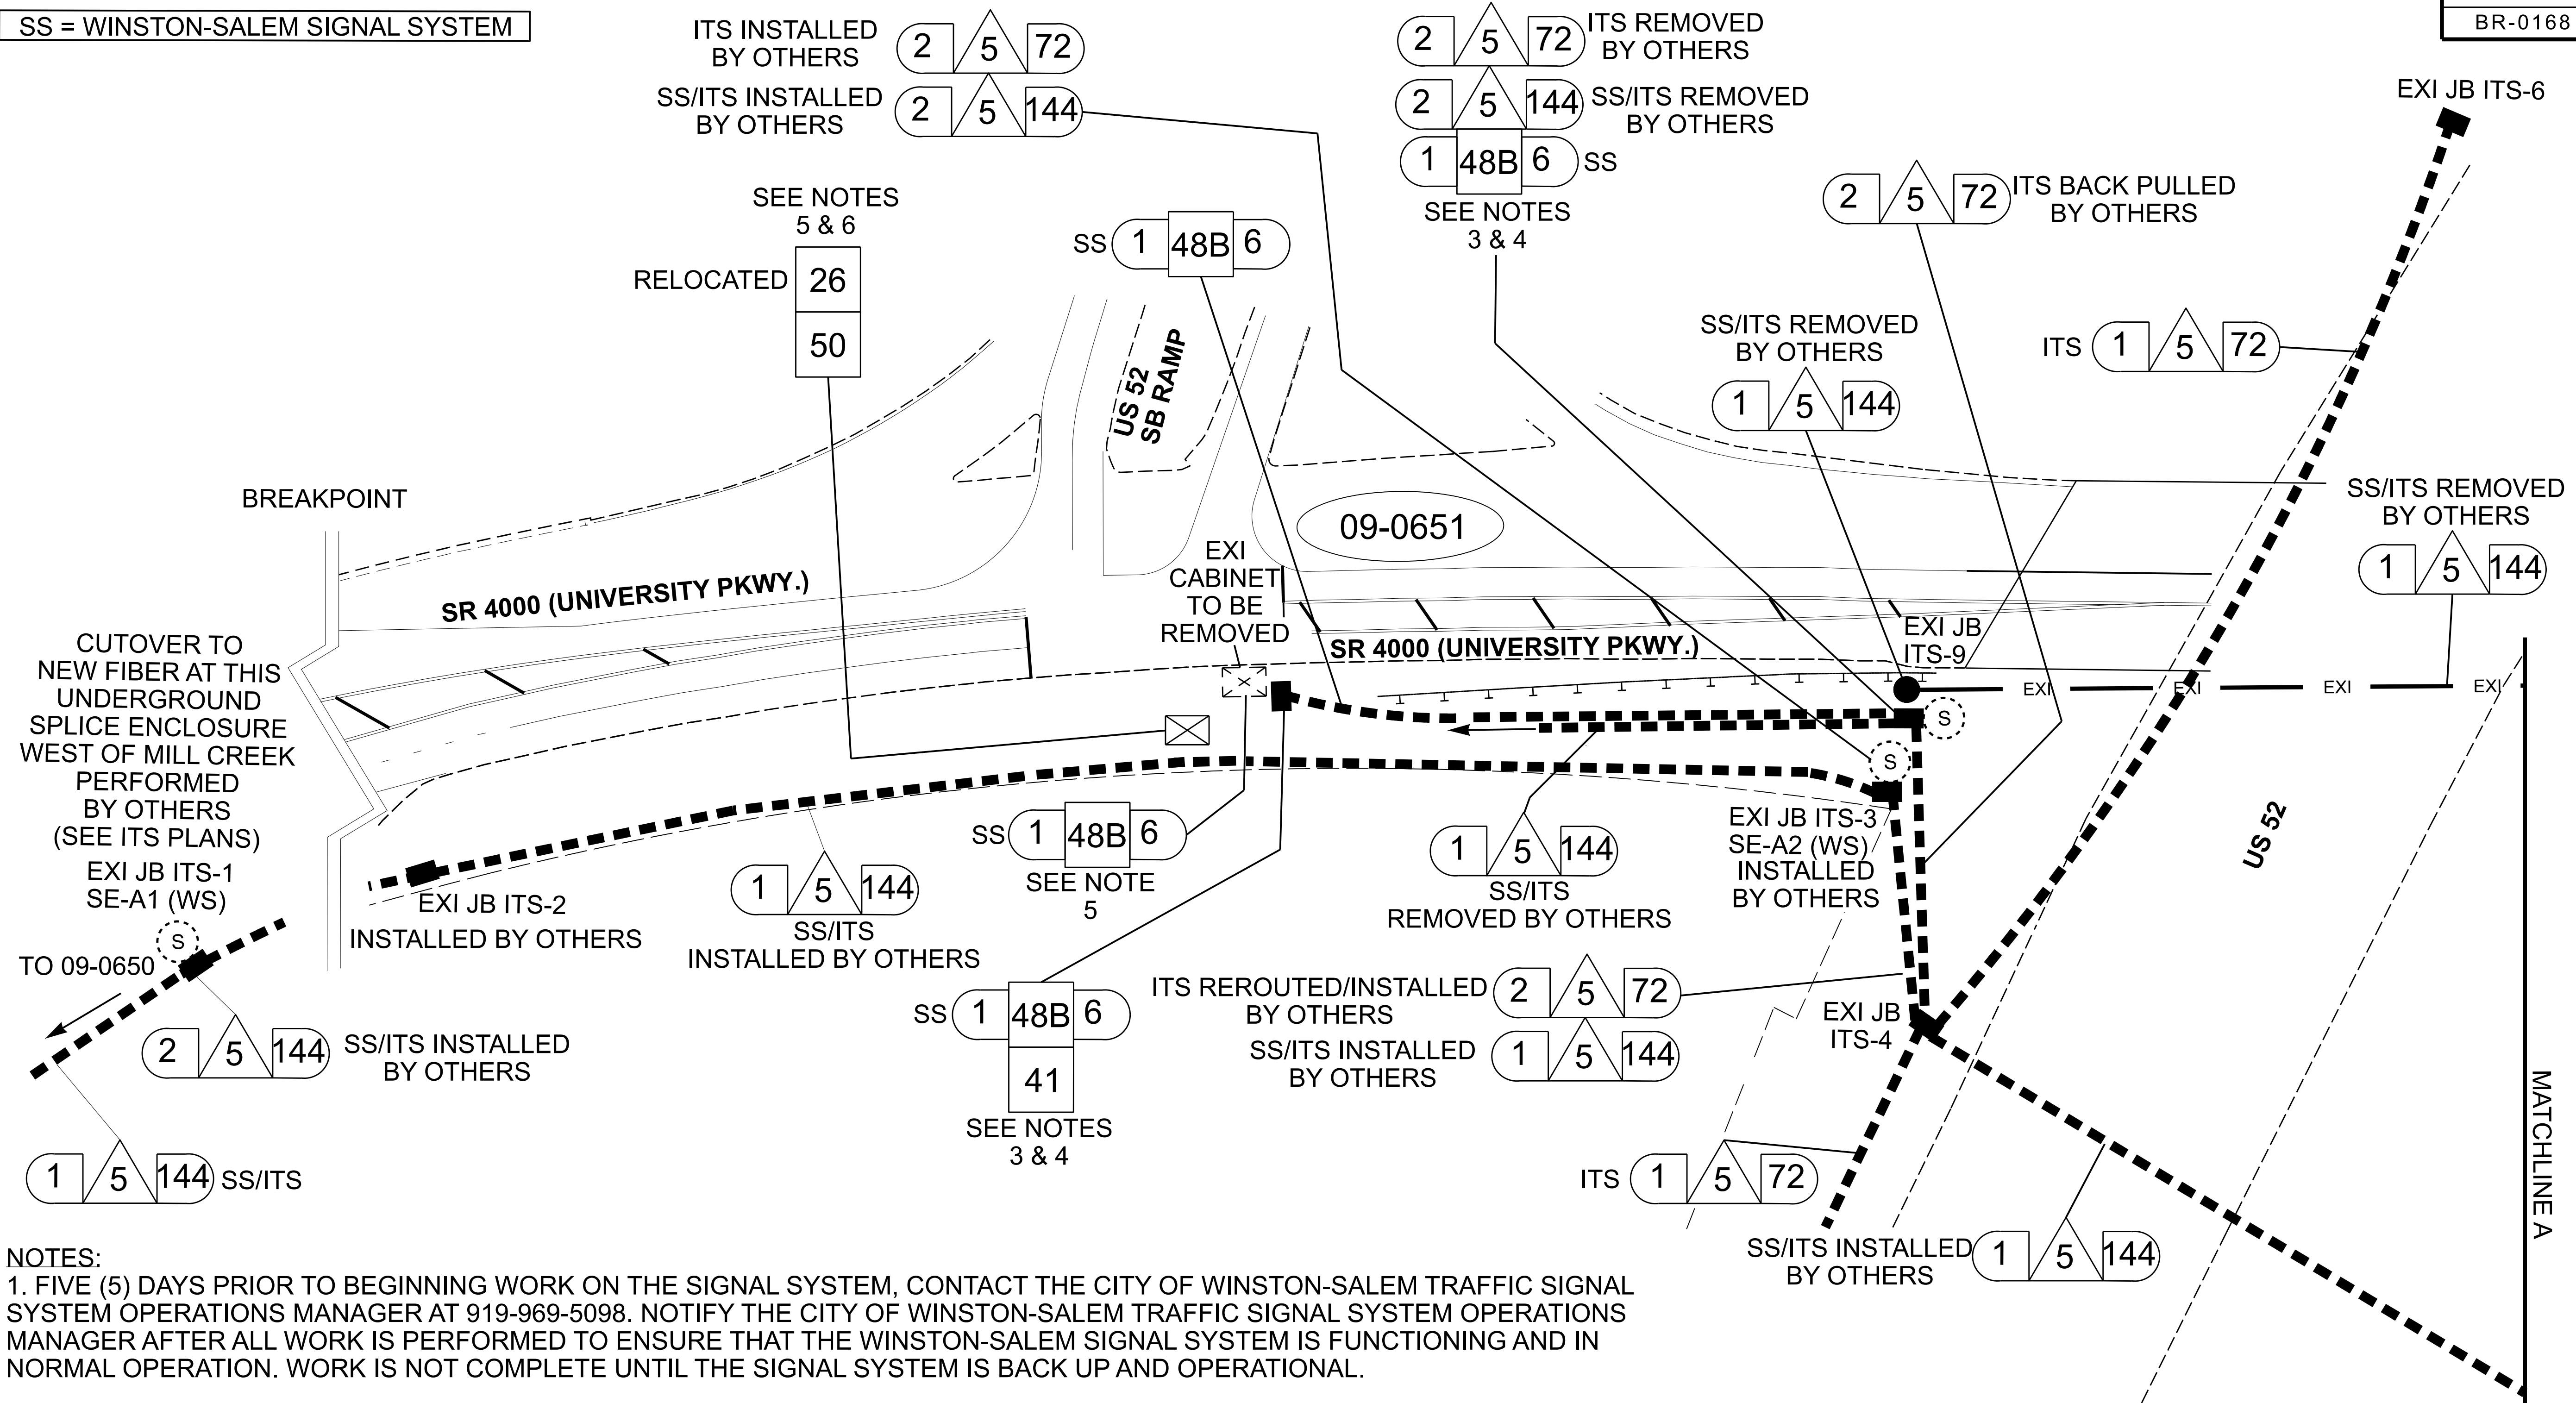 SS = WINSTON-SALEM SIGNAL SYSTEM
BR-0168
ITS INSTALLED
BY OTHERS
2 5 72
SS/ITS INSTALLED
BY OTHERS
2 5 144
2 5 72
ITS REMOVED
BY OTHERS
2 5 144
SS/ITS REMOVED
BY OTHERS
1 48B 6 SS
SEE NOTES
3 & 4
EXI JB ITS-6
2 5 72
ITS BACK PULLED
BY OTHERS
SEE NOTES
5 & 6
RELOCATED
26
50
SS 1 48B 6
US 52
SB RAMP
SS/ITS REMOVED
BY OTHERS
1 5 144
ITS 1 5 72
BREAKPOINT
09-0651
SS/ITS REMOVED
BY OTHERS
1 5 144
EXI
CABINET
TO BE
REMOVED
SR 4000 (UNIVERSITY PKWY.)
SR 4000 (UNIVERSITY PKWY.)
EXI JB
ITS-9
EXI EXI EXI EXI
CUTOVER TO
NEW FIBER AT THIS
UNDERGROUND
SPLICE ENCLOSURE
WEST OF MILL CREEK
PERFORMED
BY OTHERS
(SEE ITS PLANS)
EXI JB ITS-1
SE-A1 (WS)
S
TO 09-0650
S
S
EXI JB ITS-2
INSTALLED BY OTHERS
1 5 144
SS/ITS
INSTALLED BY OTHERS
SS 1 48B 6
SEE NOTE
5
1 5 144
SS/ITS
REMOVED BY OTHERS
EXI JB ITS-3
SE-A2 (WS)
INSTALLED
BY OTHERS
US 52
2 5 144
SS/ITS INSTALLED
BY OTHERS
SS 1 48B 6
41
SEE NOTES
3 & 4
ITS REROUTED/INSTALLED
BY OTHERS
2 5 72
SS/ITS INSTALLED
BY OTHERS
1 5 144
EXI JB
ITS-4
1 5 144 SS/ITS
ITS 1 5 72
SS/ITS INSTALLED
BY OTHERS
1 5 144
MATCHLINE A
NOTES:
1. FIVE (5) DAYS PRIOR TO BEGINNING WORK ON THE SIGNAL SYSTEM, CONTACT THE CITY OF WINSTON-SALEM TRAFFIC SIGNAL
SYSTEM OPERATIONS MANAGER AT 919-969-5098. NOTIFY THE CITY OF WINSTON-SALEM TRAFFIC SIGNAL SYSTEM OPERATIONS
MANAGER AFTER ALL WORK IS PERFORMED TO ENSURE THAT THE WINSTON-SALEM SIGNAL SYSTEM IS FUNCTIONING AND IN
NORMAL OPERATION. WORK IS NOT COMPLETE UNTIL THE SIGNAL SYSTEM IS BACK UP AND OPERATIONAL.